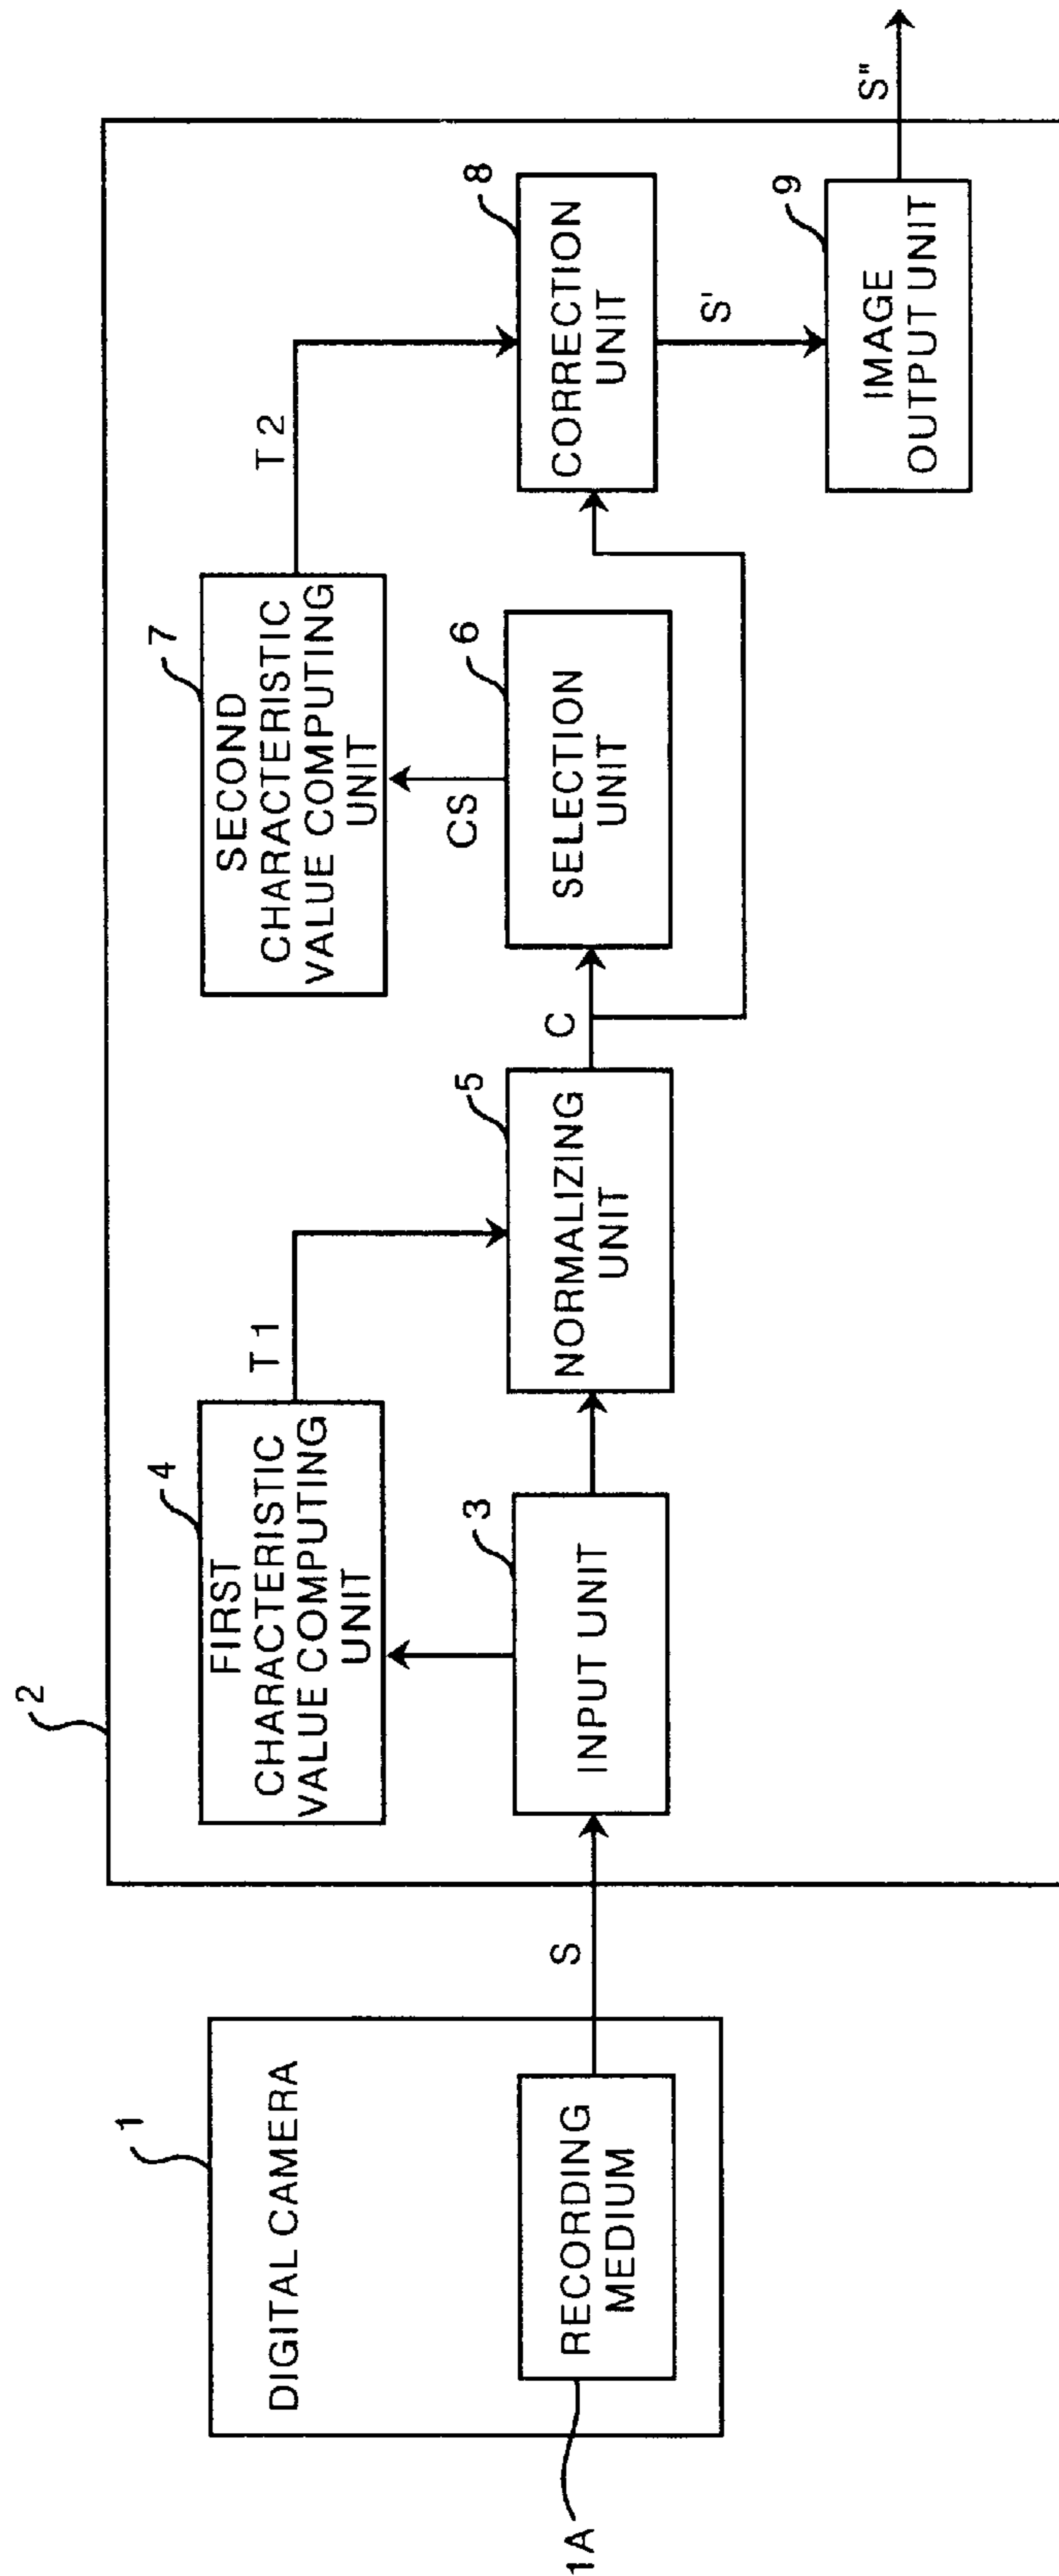 1
DIGITAL CAMERA
RECORDING
MEDIUM
1A
S
2
4
FIRST
CHARACTERISTIC
VALUE COMPUTING
UNIT
T1
3
INPUT UNIT
5
NORMALIZING
UNIT
C
7
SECOND
CHARACTERISTIC
VALUE COMPUTING
UNIT
T2
CS
6
SELECTION
UNIT
8
CORRECTION
UNIT
S'
9
IMAGE
OUTPUT UNIT
S"